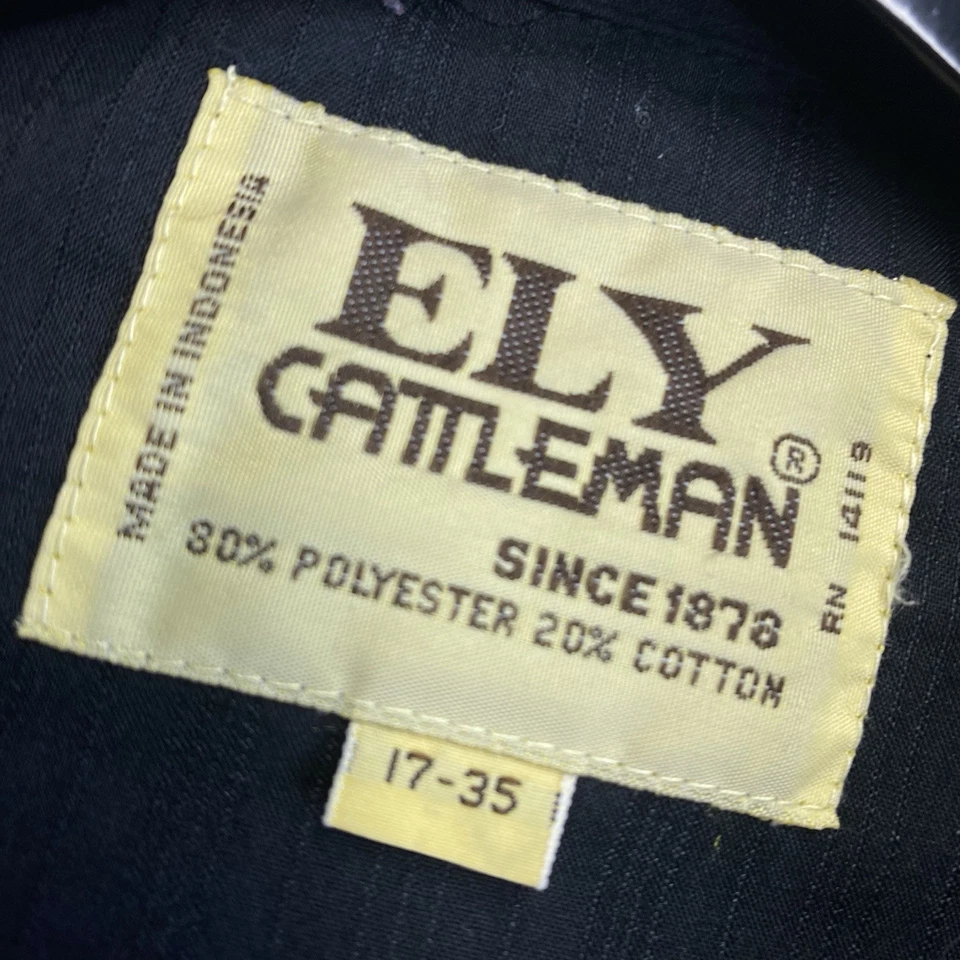 ELY
CATTLEMAN®
SINCE 1878
80% POLYESTER 20% COTTON
MADE IN INDONESIA
RN 14119
17-35